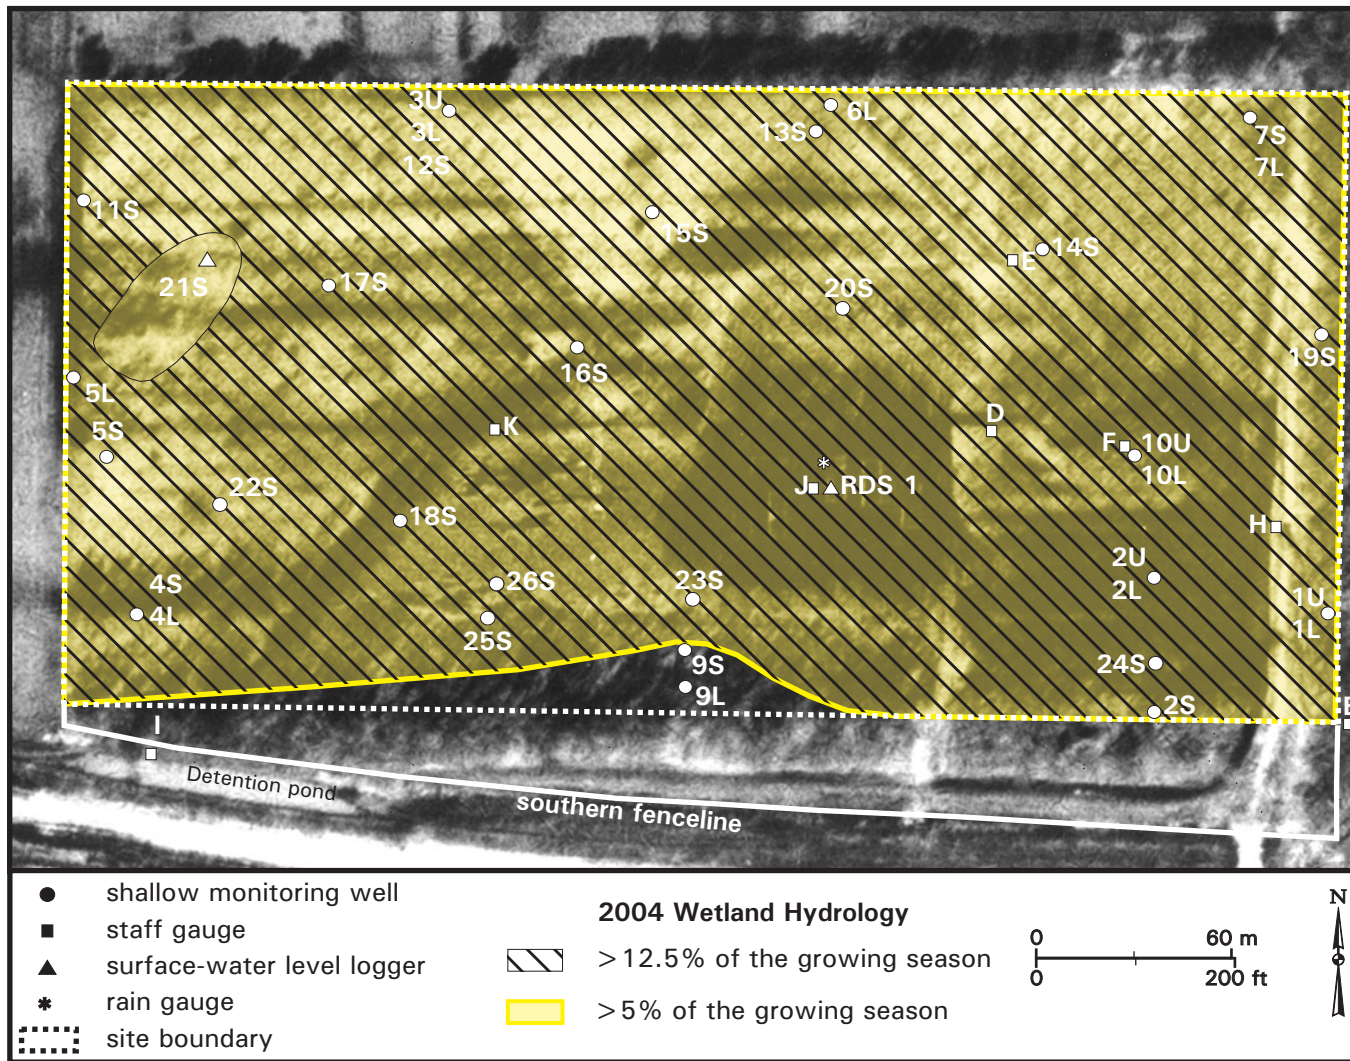 3U
3L
12S
6L
13S
7S
7L
11S
15S
14S
E
21S
17S
20S
19S
16S
5L
5S
K
D
F
10U
10L
22S
J
RDS 1
18S
H
4S
4L
26S
25S
23S
2U
2L
1U
1L
9S
9L
24S
2S
I
Detention pond
southern fenceline
shallow monitoring well
staff gauge
surface-water level logger
rain gauge
site boundary
2004 Wetland Hydrology
>12.5% of the growing season
>5% of the growing season
0 60 m
0 200 ft
N